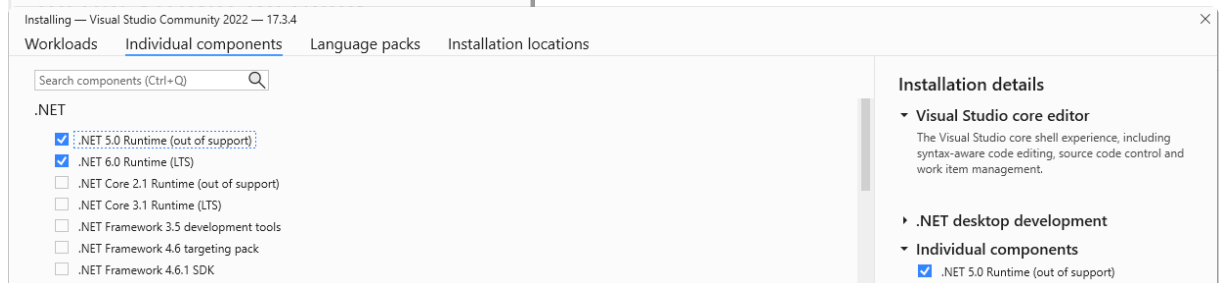 Installing — Visual Studio Community 2022 — 17.3.4
Workloads
Individual components
Language packs
Installation locations
Search components (Ctrl+Q)
.NET
.NET 5.0 Runtime (out of support)
.NET 6.0 Runtime (LTS)
.NET Core 2.1 Runtime (out of support)
.NET Core 3.1 Runtime (LTS)
.NET Framework 3.5 development tools
.NET Framework 4.6 targeting pack
.NET Framework 4.6.1 SDK
Installation details
Visual Studio core editor
The Visual Studio core shell experience, including
syntax-aware code editing, source code control and
work item management.
.NET desktop development
Individual components
.NET 5.0 Runtime (out of support)